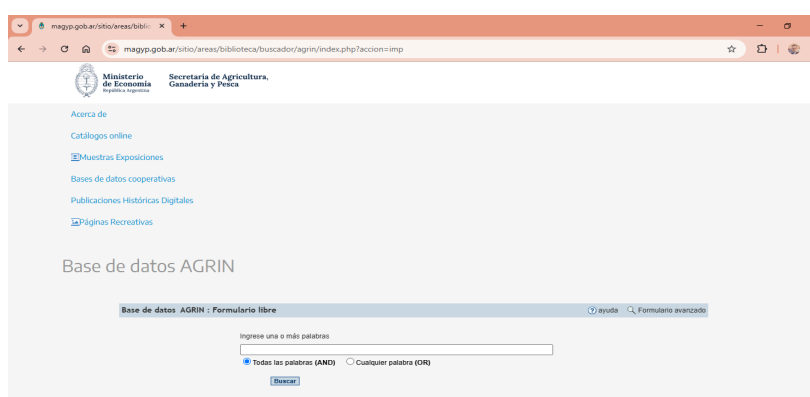 magyp.gob.ar/sitio/areas/biblio
magyp.gob.ar/sitio/areas/biblioteca/buscador/agrin/index.php?accion=imp
Ministerio de Economía
República Argentina
Secretaría de Agricultura, Ganadería y Pesca
Acerca de
Catálogos online
Muestras Exposiciones
Bases de datos cooperativas
Publicaciones Históricas Digitales
Páginas Recreativas
Base de datos AGRIN
Base de datos AGRIN : Formulario libre
ayuda
Formulario avanzado
Ingrese una o más palabras
Todas las palabras (AND) Cualquier palabra (OR)
Buscar